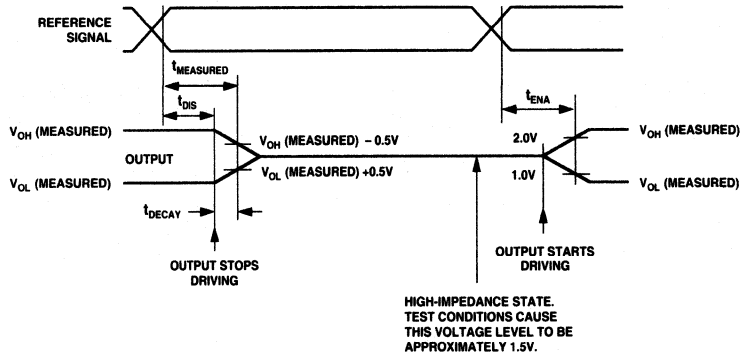 REFERENCE
SIGNAL
tMEASURED
tDIS
tENA
VOH (MEASURED)
VOH (MEASURED) – 0.5V
2.0V
VOH (MEASURED)
OUTPUT
VOL (MEASURED)
VOL (MEASURED) +0.5V
1.0V
VOL (MEASURED)
tDECAY
OUTPUT STOPS
DRIVING
OUTPUT STARTS
DRIVING
HIGH-IMPEDANCE STATE.
TEST CONDITIONS CAUSE
THIS VOLTAGE LEVEL TO BE
APPROXIMATELY 1.5V.